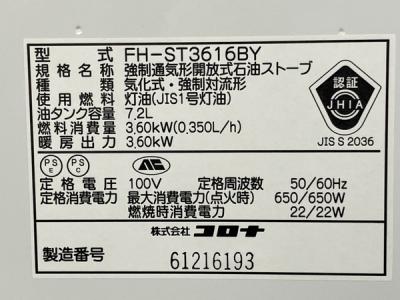 型式 FH-ST3616BY
規格名称 強制通気形開放式石油ストーブ
種類 気化式・強制対流形
使用燃料 灯油(JIS1号灯油)
油タンク容量 7.2L
燃料消費量 3.60kW(0.350L/h)
暖房出力 3.60kW
認証
JHIA
JIS S 2036
PS E
PS C
定格電圧 100V 定格周波数 50/60Hz
定格消費電力 最大消費電力(点火時) 650/650W
燃焼時消費電力 22/22W
株式会社 コロナ
製造番号 61216193